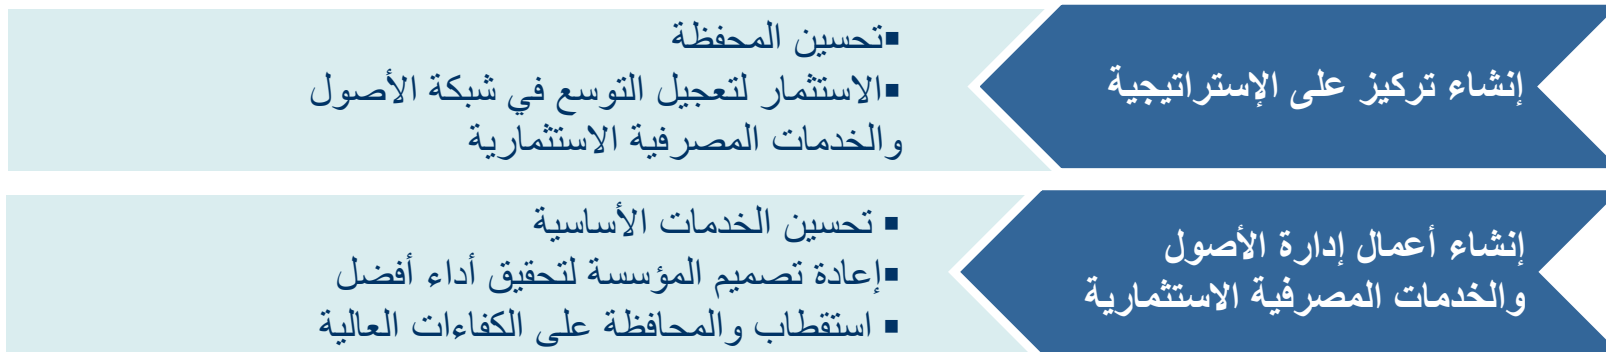 إنشاء تركيز على الإستراتيجية
▪تحسين المحفظة
▪الاستثمار لتعجيل التوسع في شبكة الأصول
والخدمات المصرفية الاستثمارية
إنشاء أعمال إدارة الأصول
والخدمات المصرفية الاستثمارية
▪ تحسين الخدمات الأساسية
▪إعادة تصميم المؤسسة لتحقيق أداء أفضل
▪ استقطاب والمحافظة على الكفاءات العالية